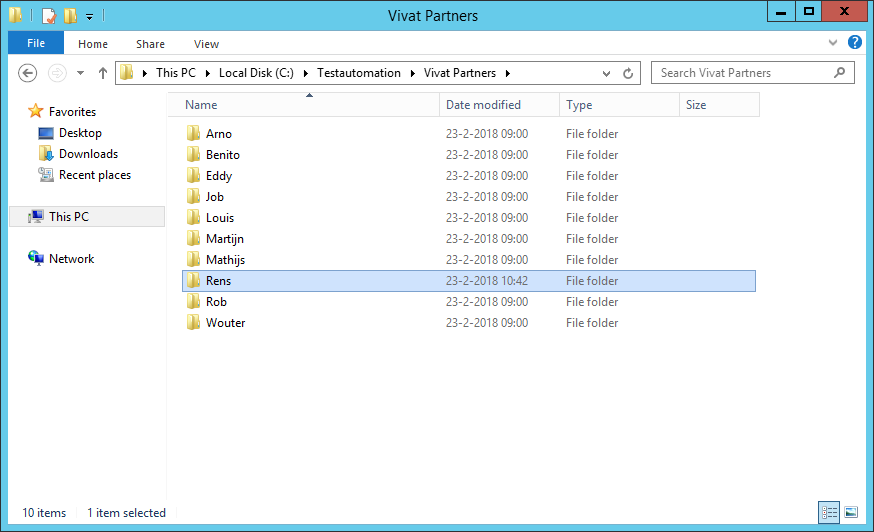 Vivat Partners
File Home Share View
This PC Local Disk (C:) Testautomation Vivat Partners Search Vivat Partners
Favorites
Desktop
Downloads
Recent places
This PC
Network
Name Date modified Type Size
Arno 23-2-2018 09:00 File folder
Benito 23-2-2018 09:00 File folder
Eddy 23-2-2018 09:00 File folder
Job 23-2-2018 09:00 File folder
Louis 23-2-2018 09:00 File folder
Martijn 23-2-2018 09:00 File folder
Mathijs 23-2-2018 09:00 File folder
Rens 23-2-2018 10:42 File folder
Rob 23-2-2018 09:00 File folder
Wouter 23-2-2018 09:00 File folder
10 items 1 item selected